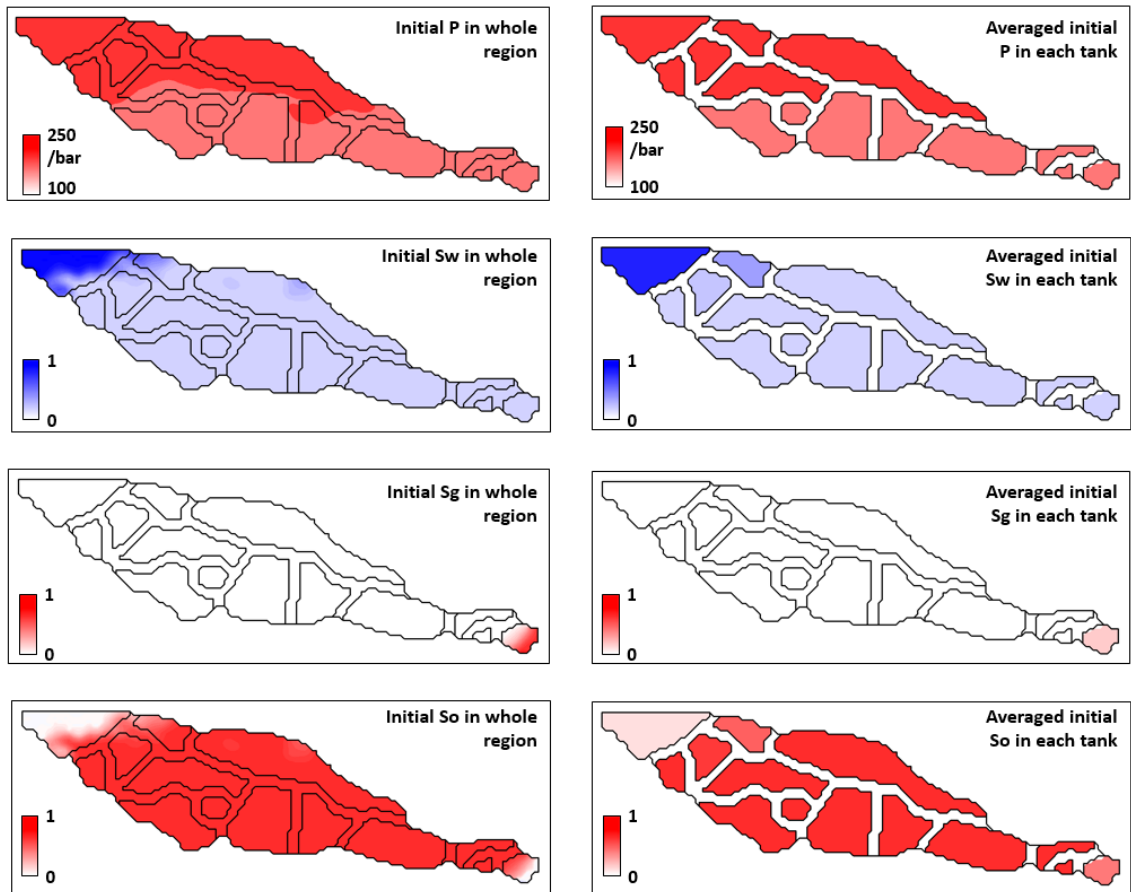 Initial P in whole
region
250
/bar
100
Averaged initial
P in each tank
250
/bar
100
Initial Sw in whole
region
1
0
Averaged initial
Sw in each tank
1
0
Initial Sg in whole
region
1
0
Averaged initial
Sg in each tank
1
0
Initial So in whole
region
1
0
Averaged initial
So in each tank
1
0